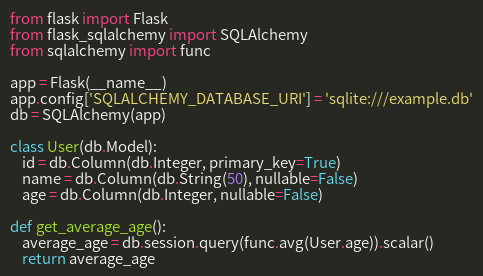 from flask import Flask
from flask_sqlalchemy import SQLAlchemy
from sqlalchemy import func

app = Flask(__name__)
app.config['SQLALCHEMY_DATABASE_URI'] = 'sqlite:///example.db'
db = SQLAlchemy(app)

class User(db.Model):
    id = db.Column(db.Integer, primary_key=True)
    name = db.Column(db.String(50), nullable=False)
    age = db.Column(db.Integer, nullable=False)

def get_average_age():
    average_age = db.session.query(func.avg(User.age)).scalar()
    return average_age